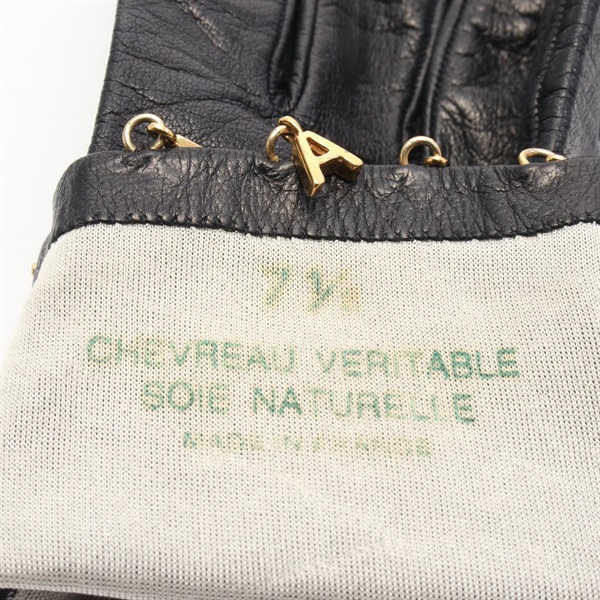 A
7 ½
CHEVREAU VERITABLE
SOIE NATURELLE
MADE IN FRANCE